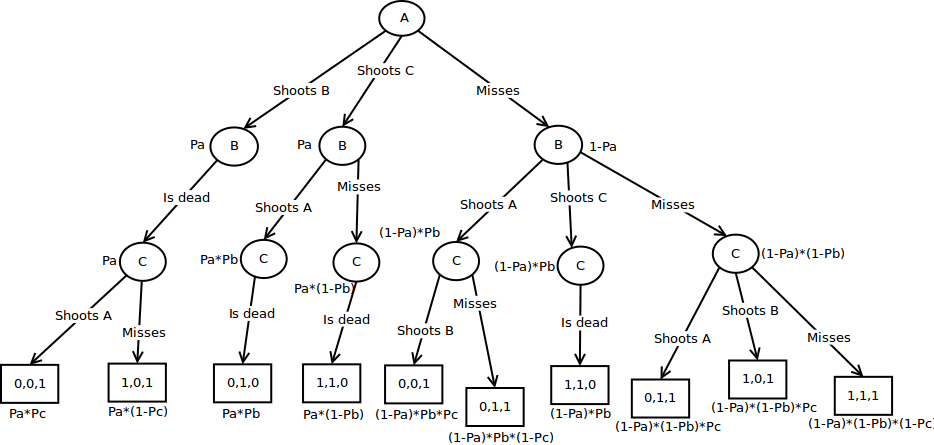 A
Shoots B
Shoots C
Misses
Pa
B
Pa
B
B
1-Pa
Is dead
Shoots A
Misses
Shoots A
Shoots C
Misses
Pa
C
Pa*Pb
C
Pa*(1-Pb)
C
(1-Pa)*Pb
C
(1-Pa)*Pb
C
C
(1-Pa)*(1-Pb)
Shoots A
Misses
Is dead
Is dead
Shoots B
Misses
Is dead
Shoots A
Shoots B
Misses
0,0,1
1,0,1
0,1,0
1,1,0
0,0,1
0,1,1
1,1,0
0,1,1
1,0,1
1,1,1
Pa*Pc
Pa*(1-Pc)
Pa*Pb
Pa*(1-Pb)
(1-Pa)*Pb*Pc
(1-Pa)*Pb*(1-Pc)
(1-Pa)*Pb
(1-Pa)*(1-Pb)*Pc
(1-Pa)*(1-Pb)*Pc
(1-Pa)*(1-Pb)*(1-Pc)